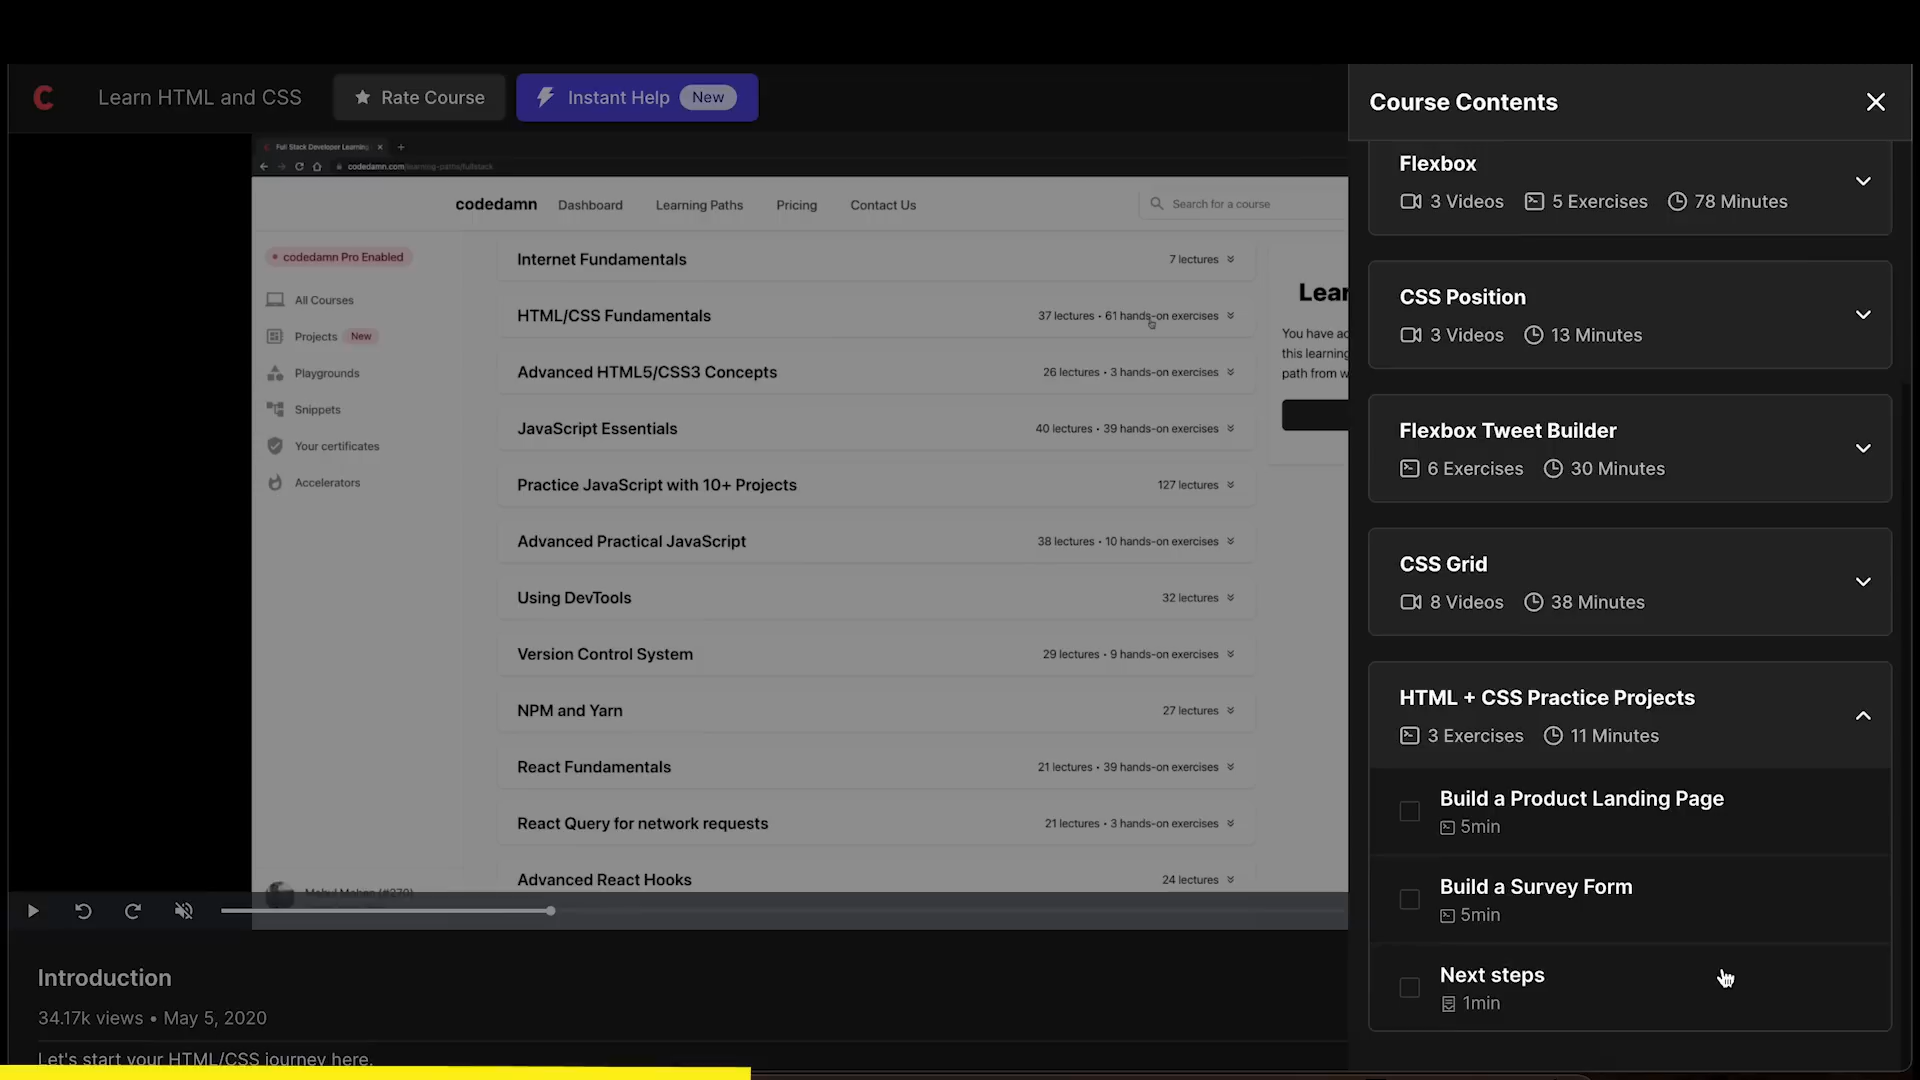 Learn HTML and CSS
Rate Course
Instant Help New
Course Contents
Full Stack Developer Learning
codedamn.com/learning-paths/fullstack
codedamn Dashboard Learning Paths Pricing Contact Us
Search for a course
codedamn Pro Enabled
All Courses
Projects New
Playgrounds
Snippets
Your certificates
Accelerators
Internet Fundamentals 7 lectures
HTML/CSS Fundamentals 37 lectures • 61 hands-on exercises
Advanced HTML5/CSS3 Concepts 26 lectures • 3 hands-on exercises
JavaScript Essentials 40 lectures • 39 hands-on exercises
Practice JavaScript with 10+ Projects 127 lectures
Advanced Practical JavaScript 38 lectures • 10 hands-on exercises
Using DevTools 32 lectures
Version Control System 29 lectures • 9 hands-on exercises
NPM and Yarn 27 lectures
React Fundamentals 21 lectures • 39 hands-on exercises
React Query for network requests 21 lectures • 3 hands-on exercises
Advanced React Hooks 24 lectures
Lear
You have ac
this learning
path from w
Flexbox
3 Videos 5 Exercises 78 Minutes
CSS Position
3 Videos 13 Minutes
Flexbox Tweet Builder
6 Exercises 30 Minutes
CSS Grid
8 Videos 38 Minutes
HTML + CSS Practice Projects
3 Exercises 11 Minutes
Build a Product Landing Page
5min
Build a Survey Form
5min
Next steps
1min
Introduction
34.17k views • May 5, 2020
Let's start your HTML/CSS journey here.